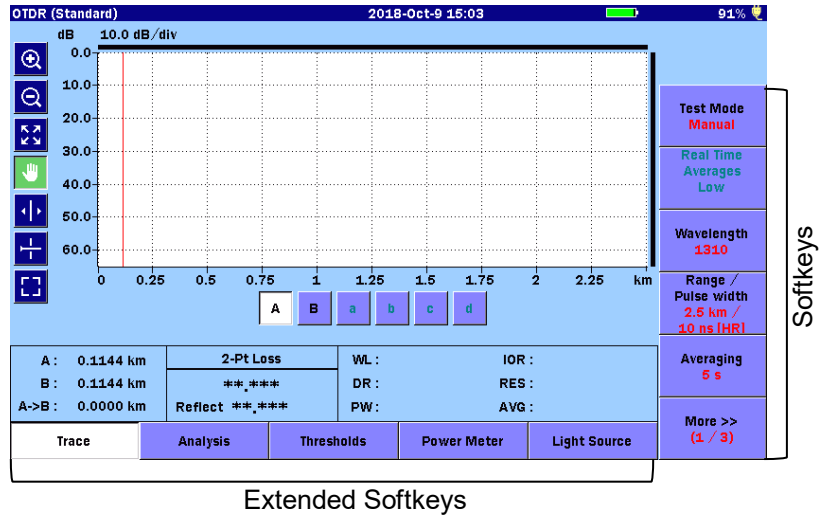 OTDR (Standard) 2018-Oct-9 15:03 91%
dB 10.0 dB/div
0.0
10.0
20.0
30.0
40.0
50.0
60.0
0 0.25 0.5 0.75 1 1.25 1.5 1.75 2 2.25 km
A B a b c d
A : 0.1144 km
B : 0.1144 km
A->B : 0.0000 km
2-Pt Loss
**.***
Reflect **.***
WL : IOR :
DR : RES :
PW : AVG :
Trace Analysis Thresholds Power Meter Light Source
Test Mode
Manual
Real Time
Averages
Low
Wavelength
1310
Range /
Pulse width
2.5 km /
10 ns [HR]
Averaging
5 s
More >>
(1 / 3)
Softkeys
Extended Softkeys